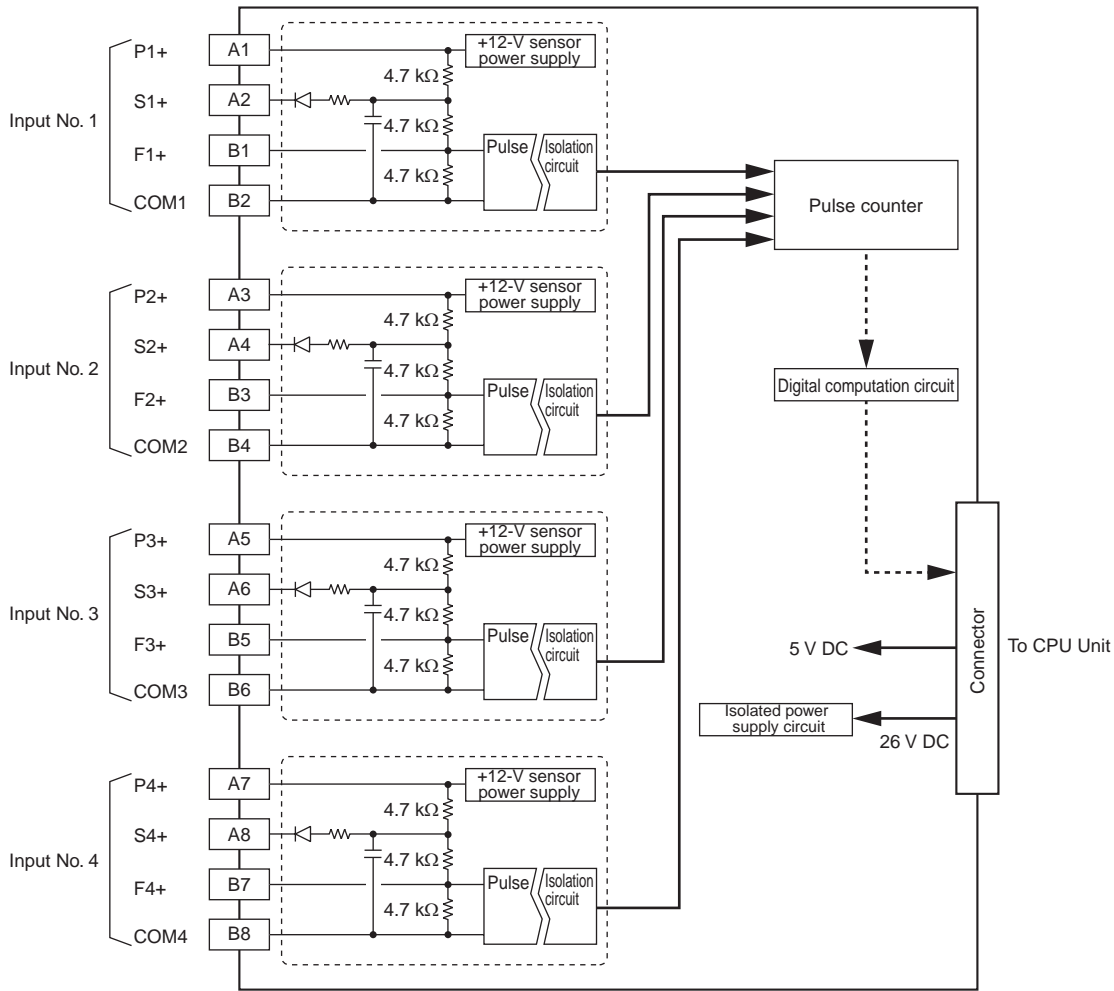 Input No. 1
P1+
A1
+12-V sensor
power supply
4.7 kΩ
S1+
A2
4.7 kΩ
F1+
B1
Pulse
Isolation
circuit
4.7 kΩ
COM1
B2
Pulse counter
Input No. 2
P2+
A3
+12-V sensor
power supply
4.7 kΩ
S2+
A4
4.7 kΩ
F2+
B3
Pulse
Isolation
circuit
4.7 kΩ
COM2
B4
Digital computation circuit
Input No. 3
P3+
A5
+12-V sensor
power supply
4.7 kΩ
S3+
A6
4.7 kΩ
F3+
B5
Pulse
Isolation
circuit
4.7 kΩ
COM3
B6
5 V DC
Connector
To CPU Unit
Isolated power
supply circuit
26 V DC
Input No. 4
P4+
A7
+12-V sensor
power supply
4.7 kΩ
S4+
A8
4.7 kΩ
F4+
B7
Pulse
Isolation
circuit
4.7 kΩ
COM4
B8